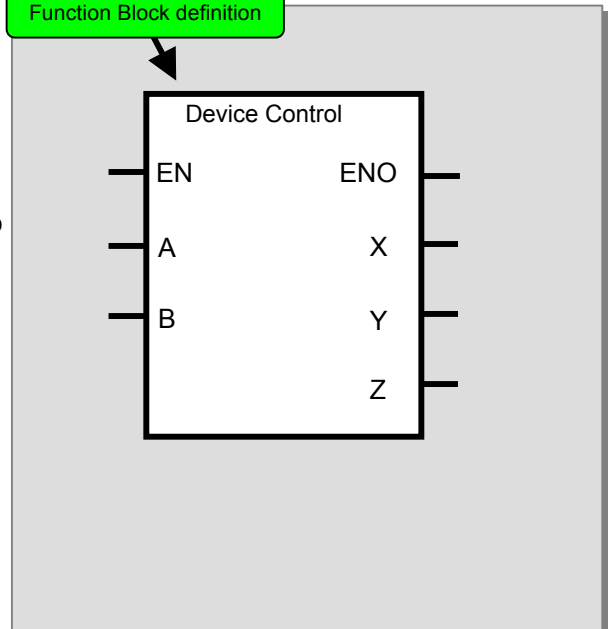 Function Block definition
Device Control
EN ENO
A X
B Y
Z